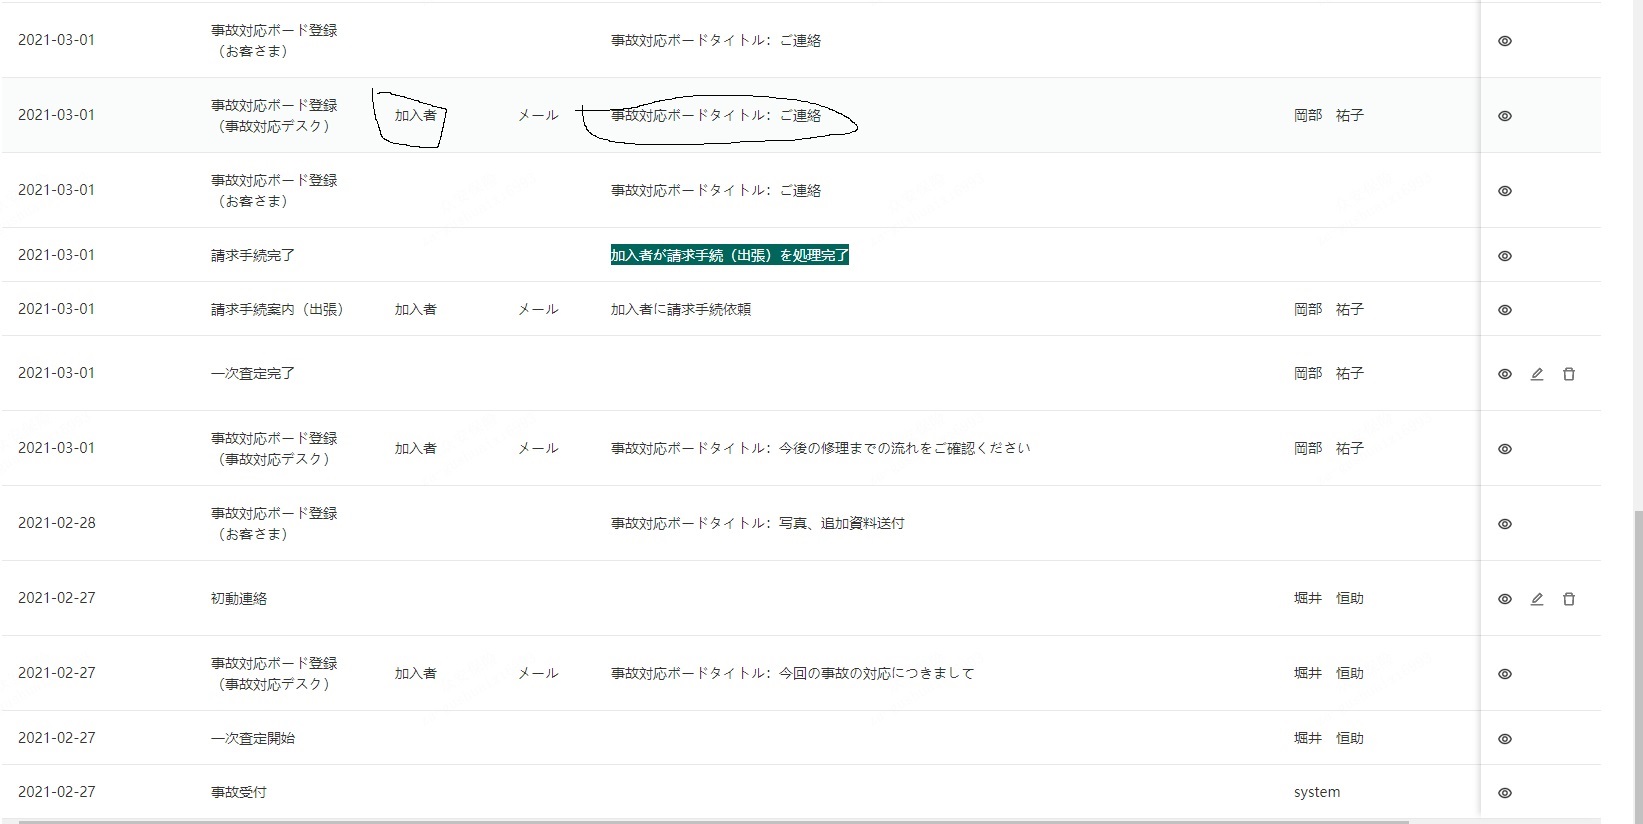 2021-03-01
事故対応ボード登録
（お客さま）
事故対応ボードタイトル：ご連絡
2021-03-01
事故対応ボード登録
（事故対応デスク）
加入者
メール
事故対応ボードタイトル：ご連絡
岡部　祐子
2021-03-01
事故対応ボード登録
（お客さま）
事故対応ボードタイトル：ご連絡
2021-03-01
請求手続完了
加入者が請求手続（出張）を処理完了
2021-03-01
請求手続案内（出張）
加入者
メール
加入者に請求手続依頼
岡部　祐子
2021-03-01
一次査定完了
岡部　祐子
2021-03-01
事故対応ボード登録
（事故対応デスク）
加入者
メール
事故対応ボードタイトル：今後の修理までの流れをご確認ください
岡部　祐子
2021-02-28
事故対応ボード登録
（お客さま）
事故対応ボードタイトル：写真、追加資料送付
2021-02-27
初動連絡
堀井　恒助
2021-02-27
事故対応ボード登録
（事故対応デスク）
加入者
メール
事故対応ボードタイトル：今回の事故の対応につきまして
堀井　恒助
2021-02-27
一次査定開始
堀井　恒助
2021-02-27
事故受付
system